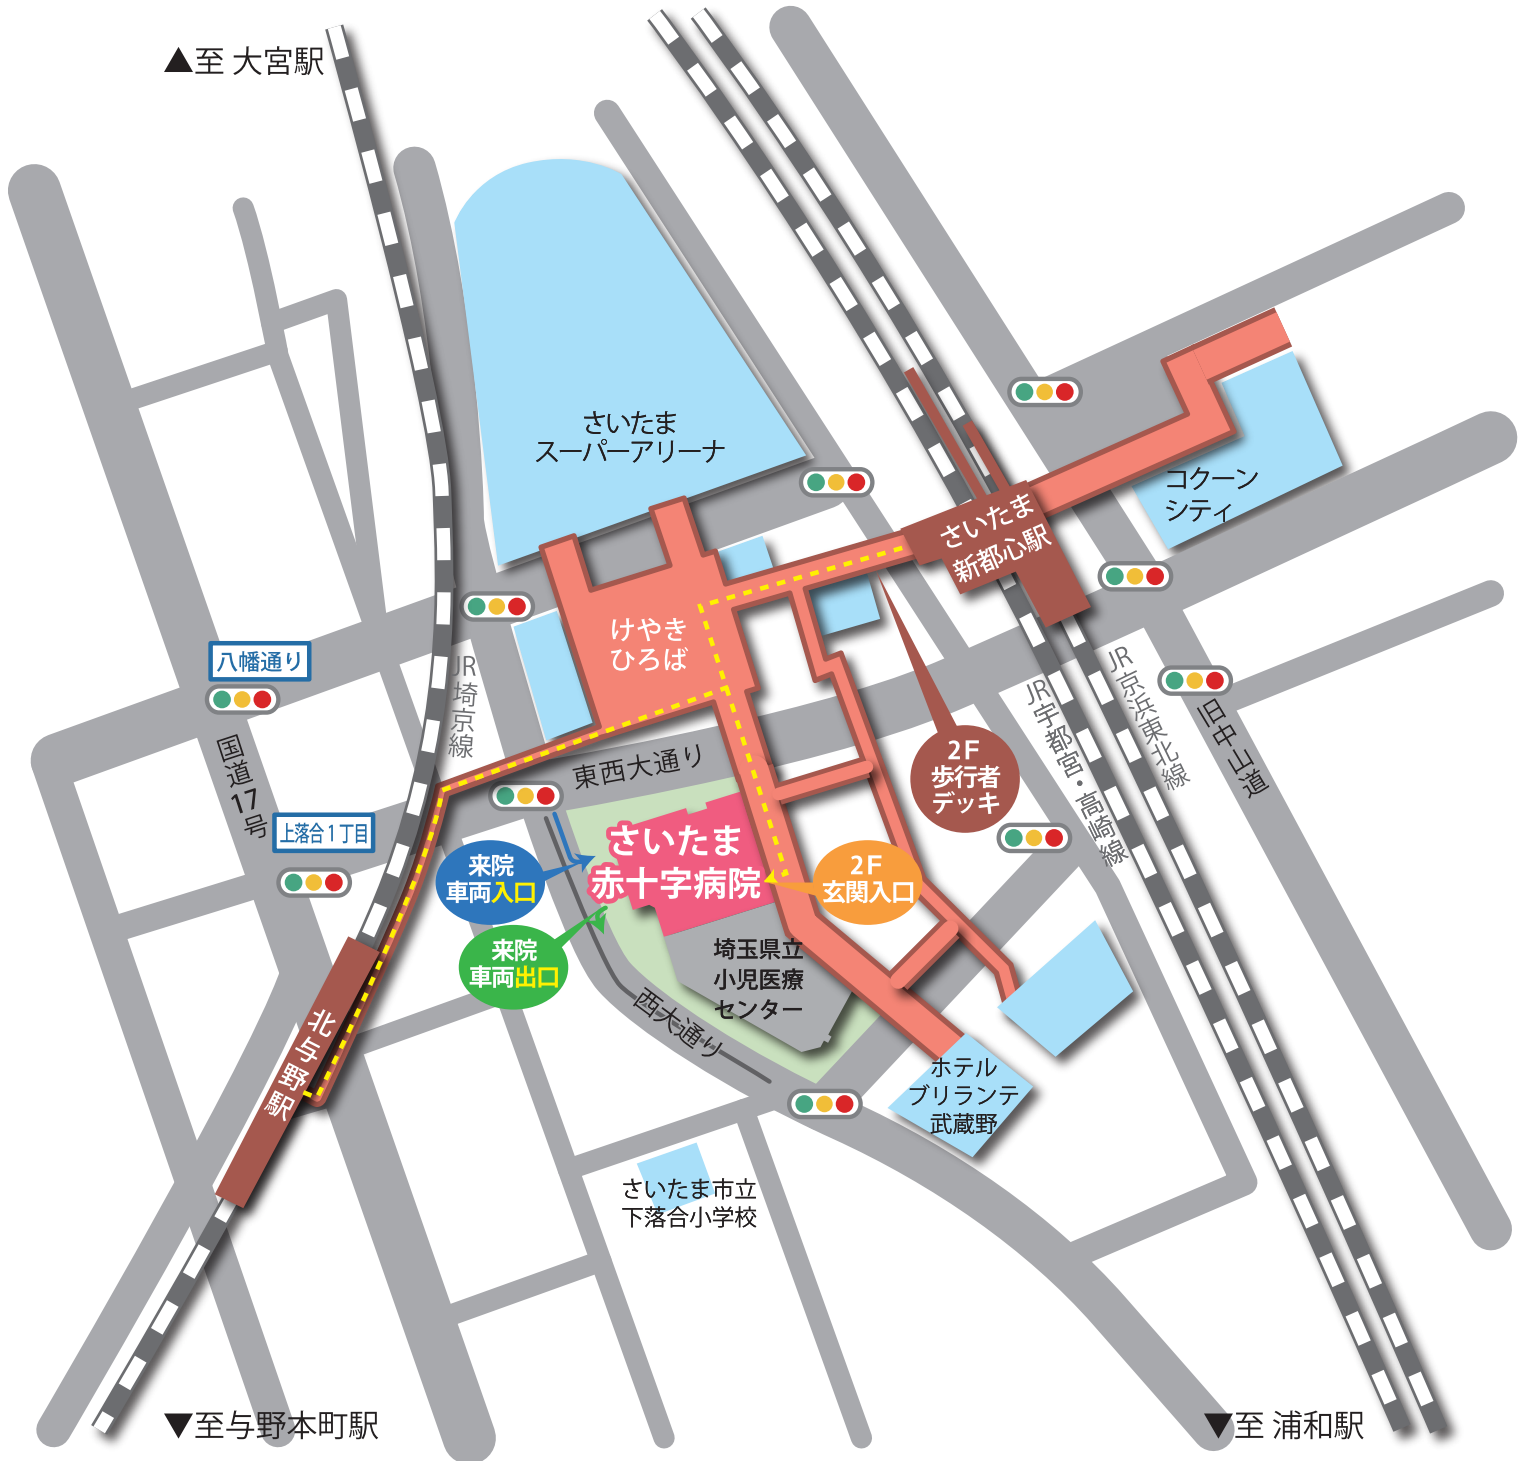 ▲至 大宮駅
さいたま
スーパーアリーナ
コクーン
シティ
さいたま
新都心駅
けやき
ひろば
八幡通り
JR埼京線
国道17号
東西大通り
2F
歩行者
デッキ
JR宇都宮・高崎線
JR京浜東北線
旧中山道
上落合1丁目
さいたま
赤十字病院
来院
車両入口
2F
玄関入口
来院
車両出口
埼玉県立
小児医療
センター
西大通り
北与野駅
ホテル
ブリランテ
武蔵野
さいたま市立
下落合小学校
▼至与野本町駅
▼至 浦和駅